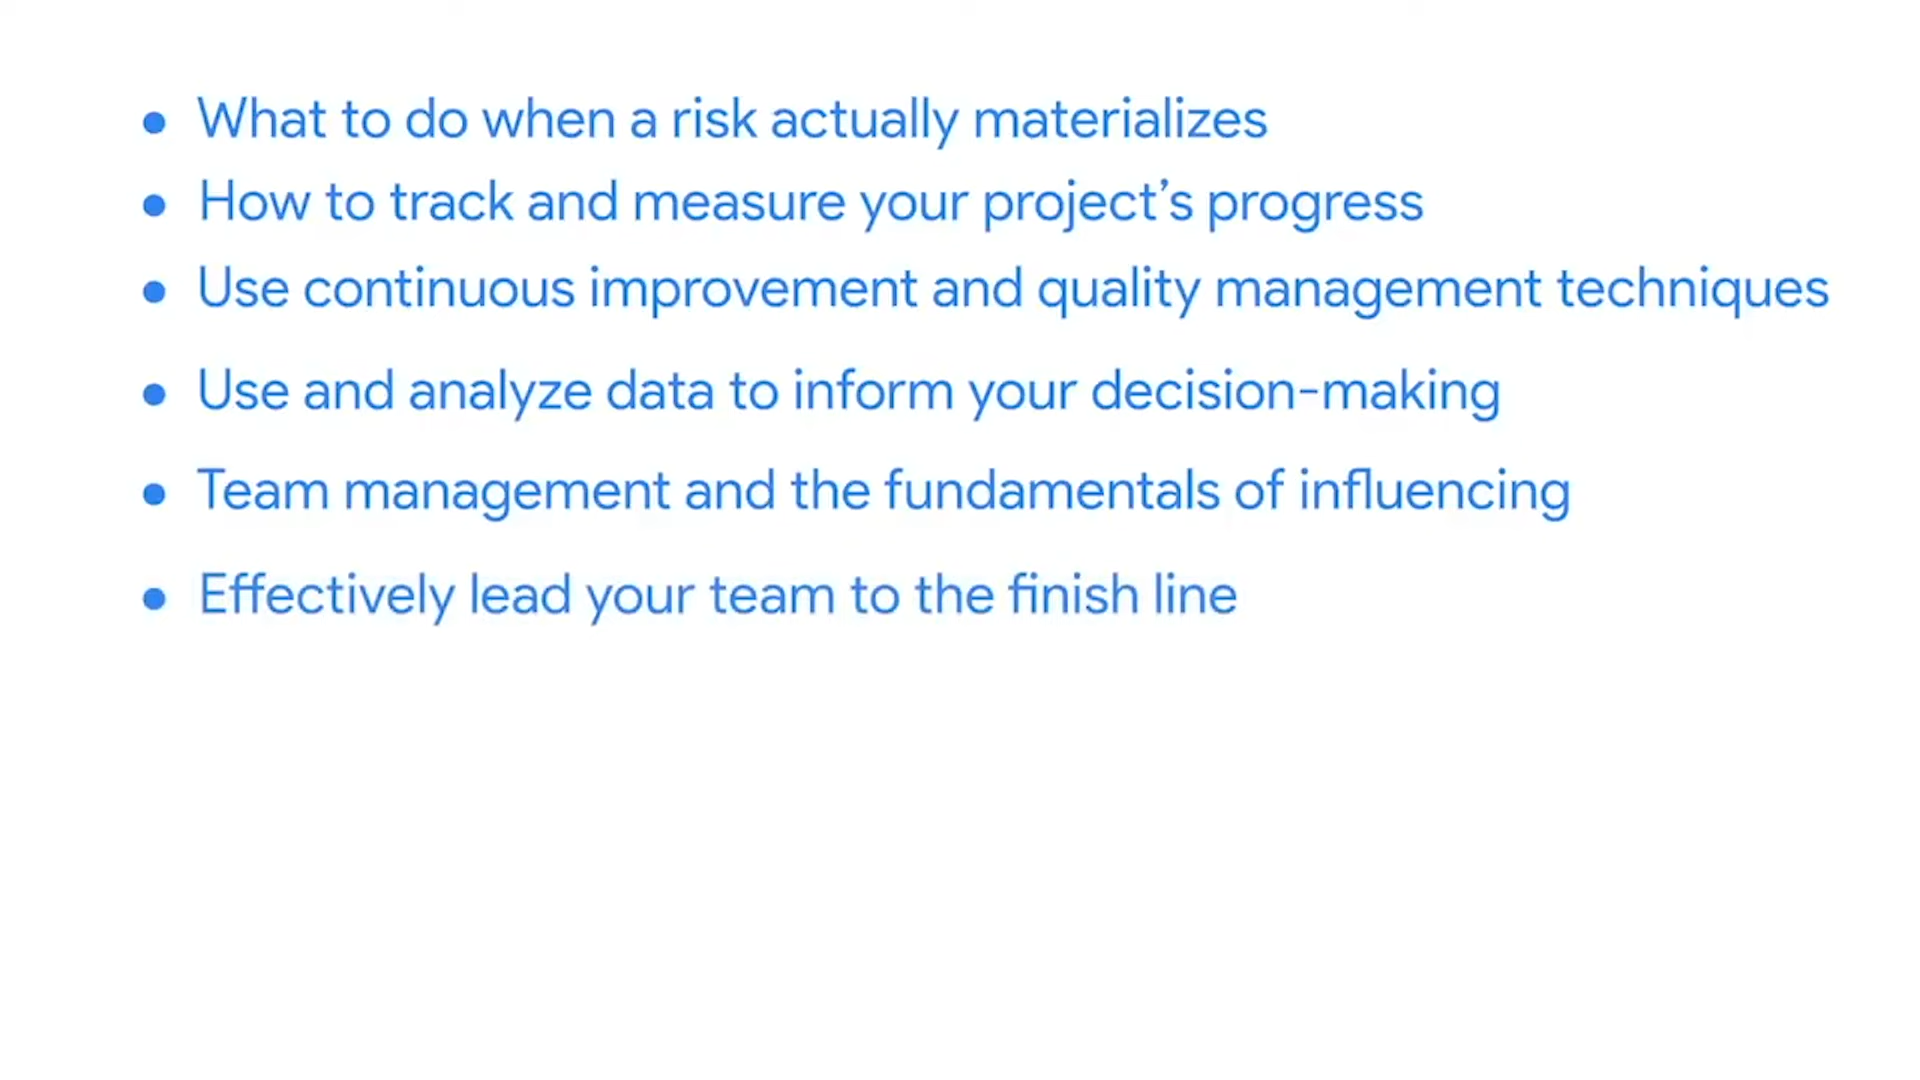 • What to do when a risk actually materializes
• How to track and measure your project’s progress
• Use continuous improvement and quality management techniques
• Use and analyze data to inform your decision-making
• Team management and the fundamentals of influencing
• Effectively lead your team to the finish line